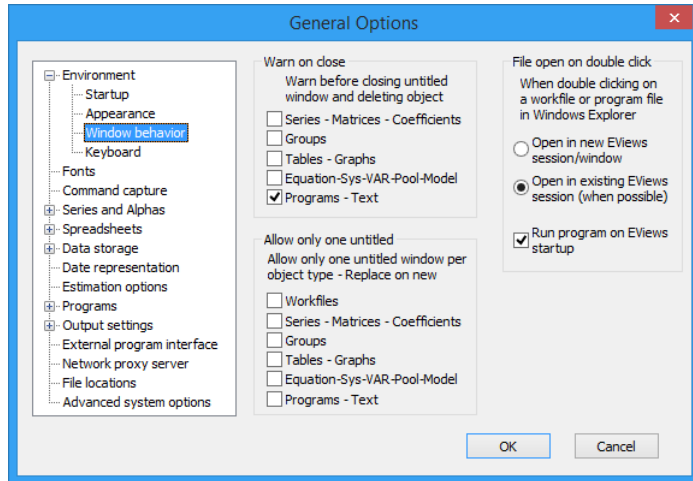 General Options
Environment
Startup
Appearance
Window behavior
Keyboard
Fonts
Command capture
Series and Alphas
Spreadsheets
Data storage
Date representation
Estimation options
Programs
Output settings
External program interface
Network proxy server
File locations
Advanced system options
Warn on close
Warn before closing untitled
window and deleting object
Series - Matrices - Coefficients
Groups
Tables - Graphs
Equation-Sys-VAR-Pool-Model
Programs - Text
Allow only one untitled
Allow only one untitled window per
object type - Replace on new
Workfiles
Series - Matrices - Coefficients
Groups
Tables - Graphs
Equation-Sys-VAR-Pool-Model
Programs - Text
File open on double click
When double clicking on
a workfile or program file
in Windows Explorer
Open in new EViews
session/window
Open in existing EViews
session (when possible)
Run program on EViews
startup
OK
Cancel